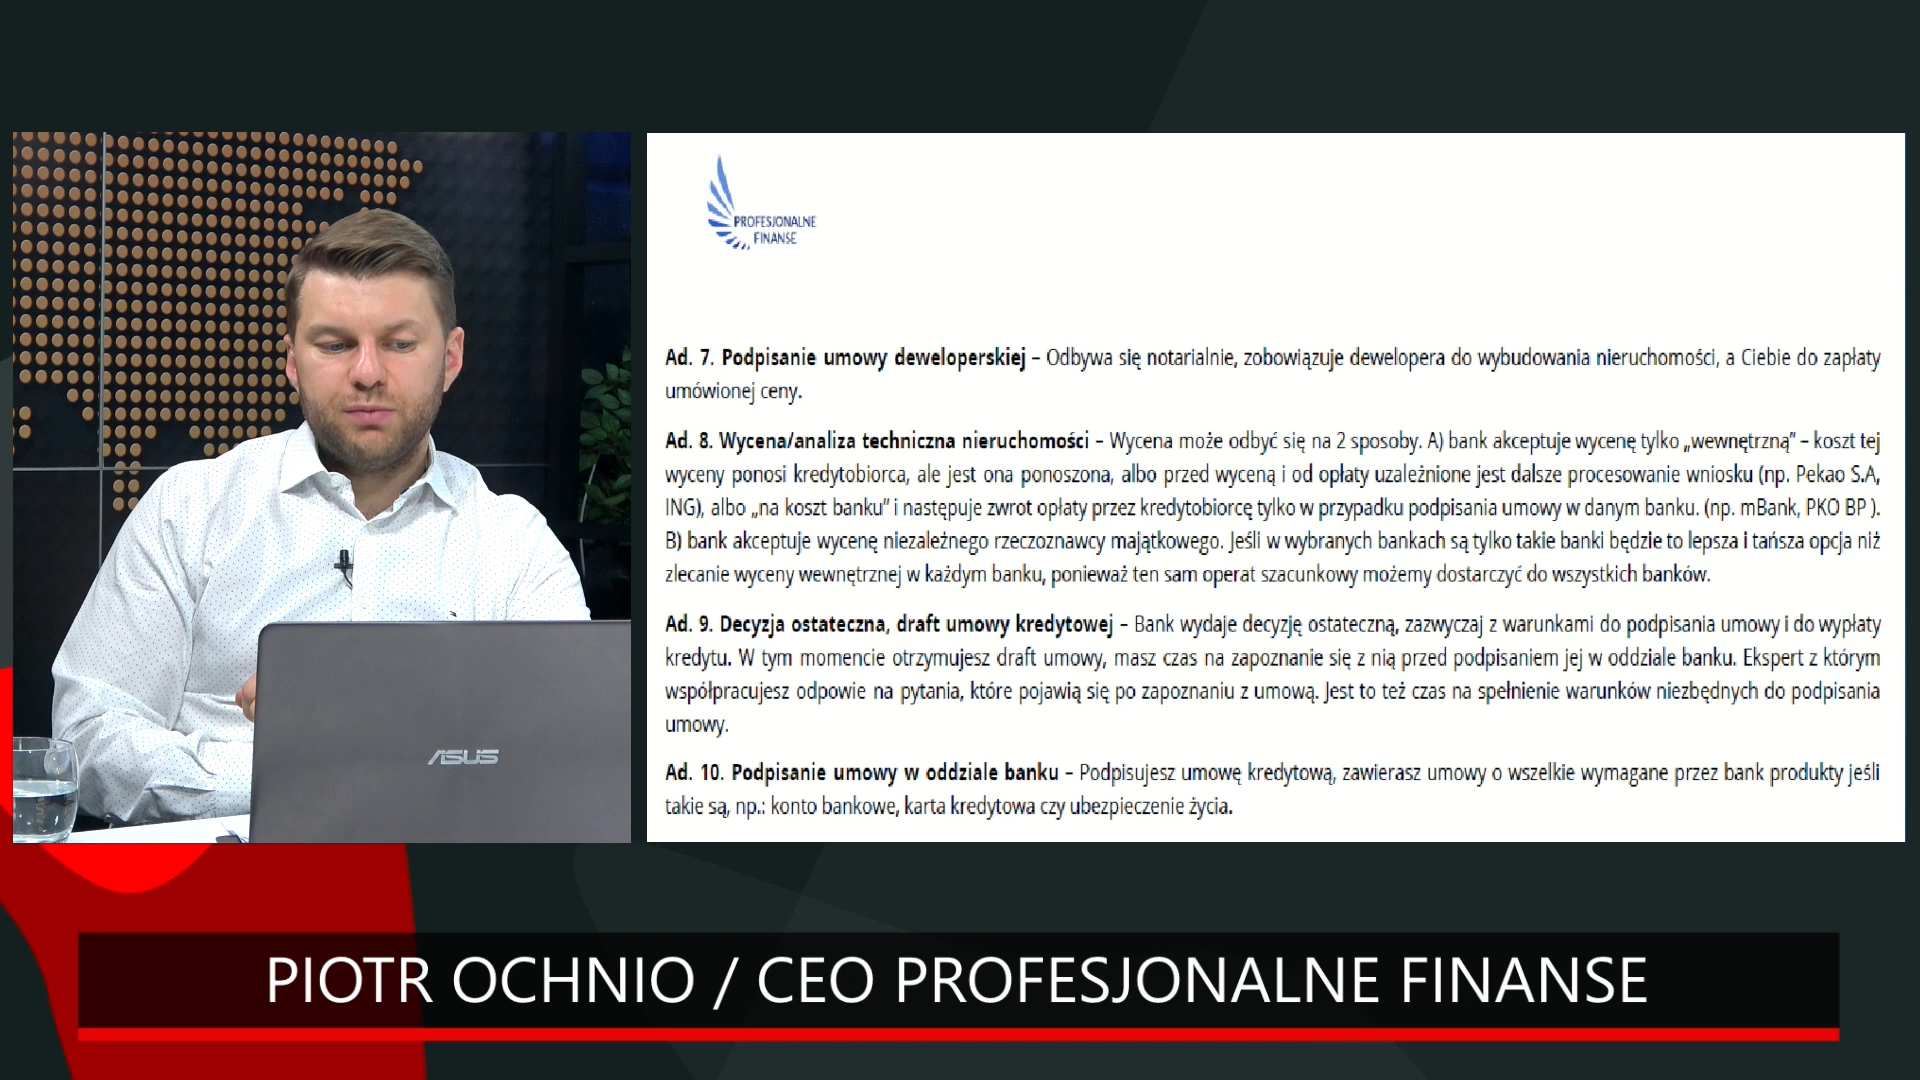 PROFESJONALNE
FINANSE
Ad. 7. Podpisanie umowy deweloperskiej – Odbywa się notarialnie, zobowiązuje dewelopera do wybudowania nieruchomości, a Ciebie do zapłaty
umówionej ceny.
Ad. 8. Wycena/analiza techniczna nieruchomości – Wycena może odbyć się na 2 sposoby. A) bank akceptuje wycenę tylko „wewnętrzną” – koszt tej
wyceny ponosi kredytobiorca, ale jest ona ponoszona, albo przed wyceną i od opłaty uzależnione jest dalsze procesowanie wniosku (np. Pekao S.A,
ING), albo „na koszt banku” i następuje zwrot opłaty przez kredytobiorcę tylko w przypadku podpisania umowy w danym banku. (np. mBank, PKO BP ).
B) bank akceptuje wycenę niezależnego rzeczoznawcy majątkowego. Jeśli w wybranych bankach są tylko takie banki będzie to lepsza i tańsza opcja niż
zlecanie wyceny wewnętrznej w każdym banku, ponieważ ten sam operat szacunkowy możemy dostarczyć do wszystkich banków.
Ad. 9. Decyzja ostateczna, draft umowy kredytowej – Bank wydaje decyzję ostateczną, zazwyczaj z warunkami do podpisania umowy i do wypłaty
kredytu. W tym momencie otrzymujesz draft umowy, masz czas na zapoznanie się z nią przed podpisaniem jej w oddziale banku. Ekspert z którym
współpracujesz odpowie na pytania, które pojawią się po zapoznaniu z umową. Jest to też czas na spełnienie warunków niezbędnych do podpisania
umowy.
Ad. 10. Podpisanie umowy w oddziale banku – Podpisujesz umowę kredytową, zawierasz umowy o wszelkie wymagane przez bank produkty jeśli
takie są, np.: konto bankowe, karta kredytowa czy ubezpieczenie życia.
ASUS
PIOTR OCHNIO / CEO PROFESJONALNE FINANSE